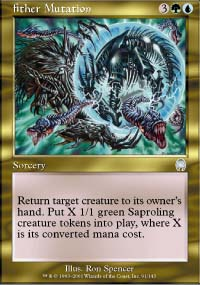 Æther Mutation 3
Sorcery
Return target creature to its owner's
hand. Put X 1/1 green Saproling
creature tokens into play, where X
is its converted mana cost.
Illus. Ron Spencer
™ & © 1993-2001 Wizards of the Coast, Inc. 91/143